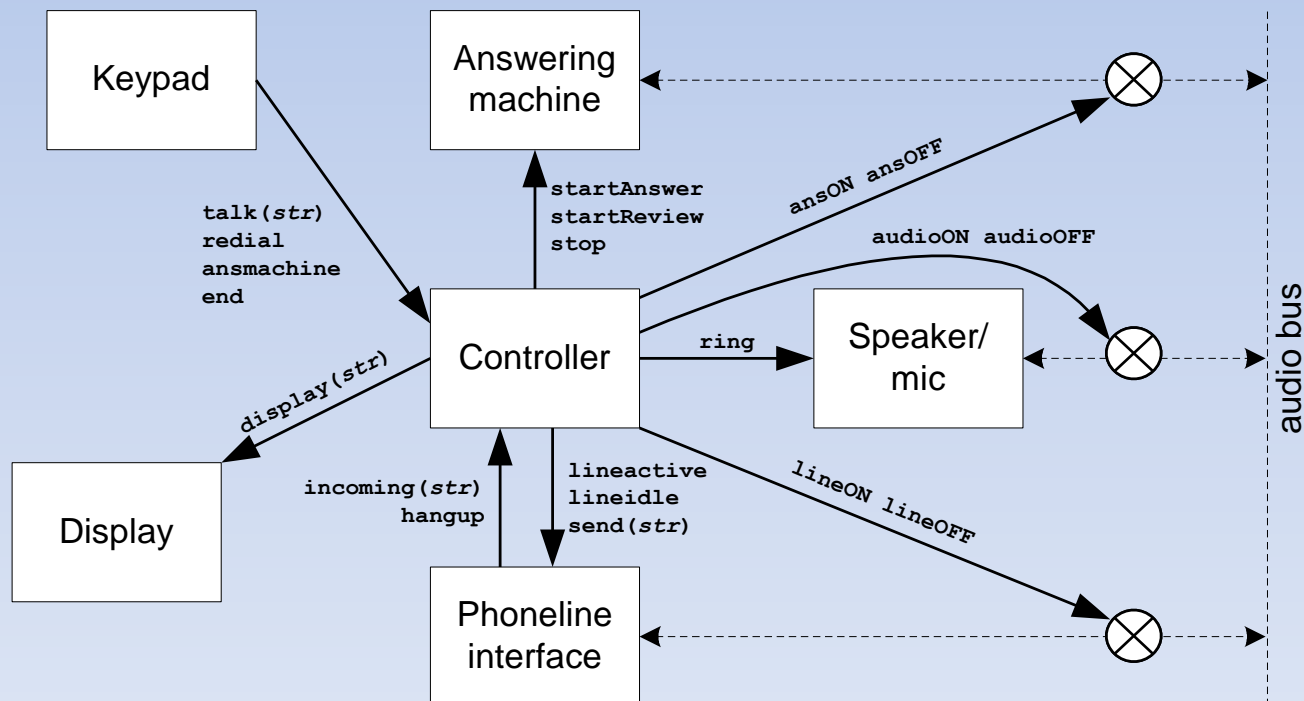 Keypad
Answering
machine
talk(str)
redial
ansmachine
end
startAnswer
startReview
stop
ansON ansOFF
audioON audioOFF
Controller
ring
Speaker/
mic
audio bus
display(str)
Display
incoming(str)
hangup
lineactive
lineidle
send(str)
lineON lineOFF
Phoneline
interface